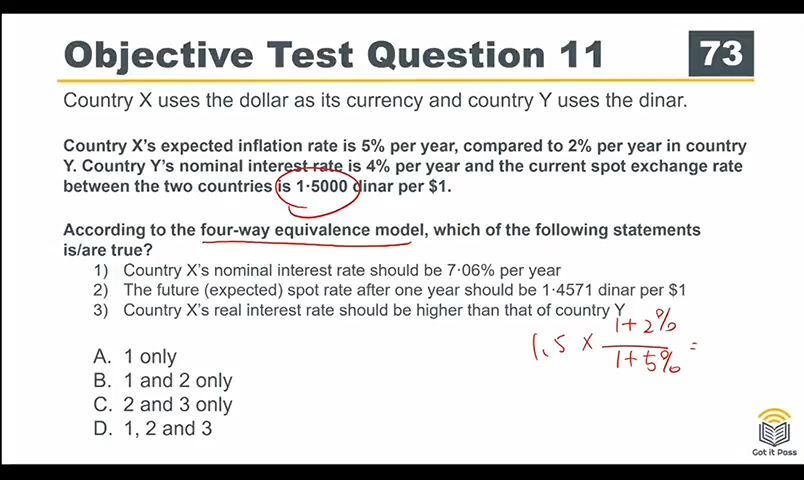 Objective Test Question 11
73
Country X uses the dollar as its currency and country Y uses the dinar.
Country X's expected inflation rate is 5% per year, compared to 2% per year in country
Y. Country Y's nominal interest rate is 4% per year and the current spot exchange rate
between the two countries is 1·5000 dinar per $1.
According to the four-way equivalence model, which of the following statements
is/are true?
1) Country X's nominal interest rate should be 7·06% per year
2) The future (expected) spot rate after one year should be 1·4571 dinar per $1
3) Country X's real interest rate should be higher than that of country Y
1+2%
1.5 × =
1+5%
A. 1 only
B. 1 and 2 only
C. 2 and 3 only
D. 1, 2 and 3
Got it Pass